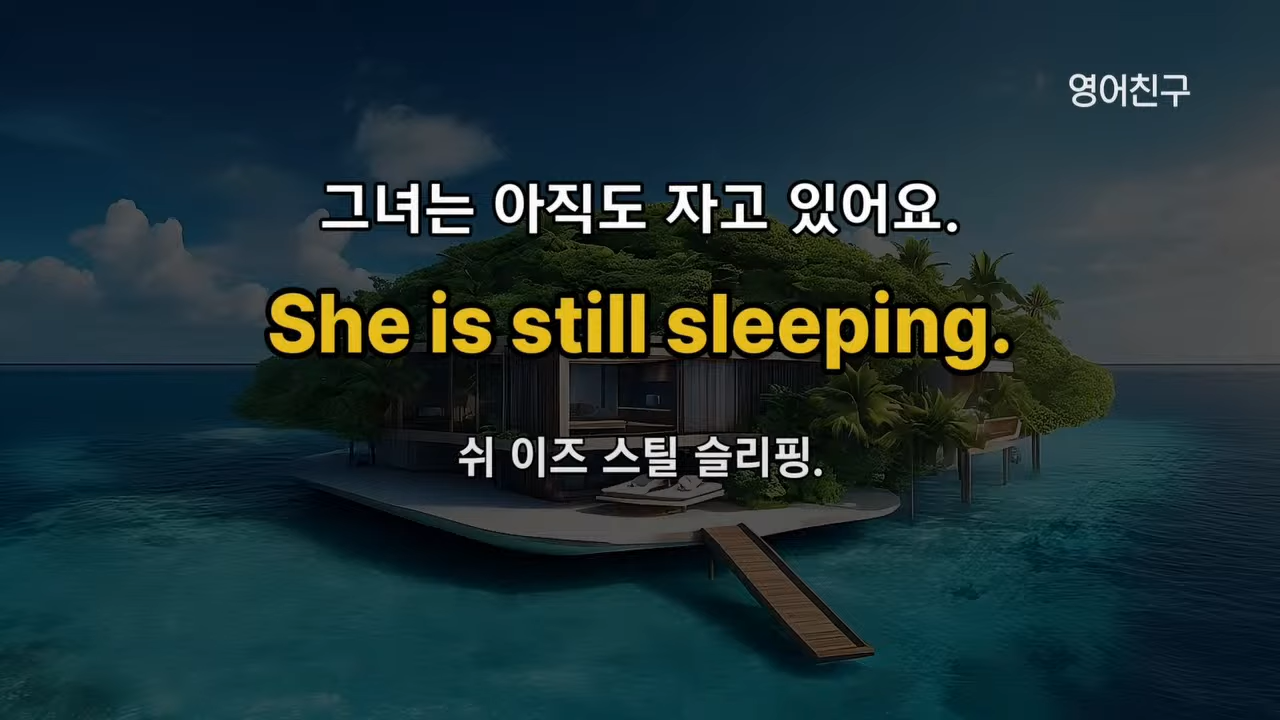 영어친구
그녀는 아직도 자고 있어요.
She is still sleeping.
쉬 이즈 스틸 슬리핑.